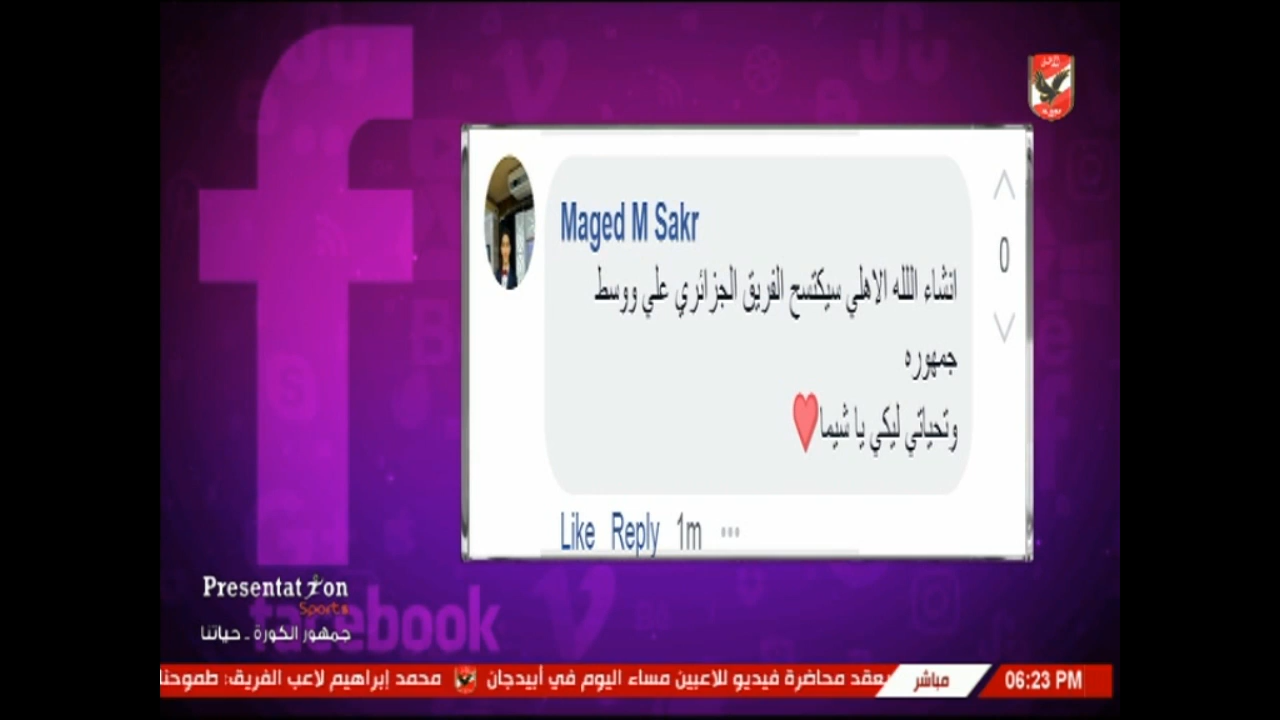 Maged M Sakr
انشاء الله الاهلي سيكتسح الفريق الجزائري علي ووسط
جمهوره
وتحياتي ليكي يا شيما❤
0
Like Reply 1m ...
Presentation
Sports
جمهور الكورة - حياتنا
facebook
يعقد محاضرة فيديو للاعبين مساء اليوم في أبيدجان محمد إبراهيم لاعب الفريق: طموحنا
مباشر
06:23 PM